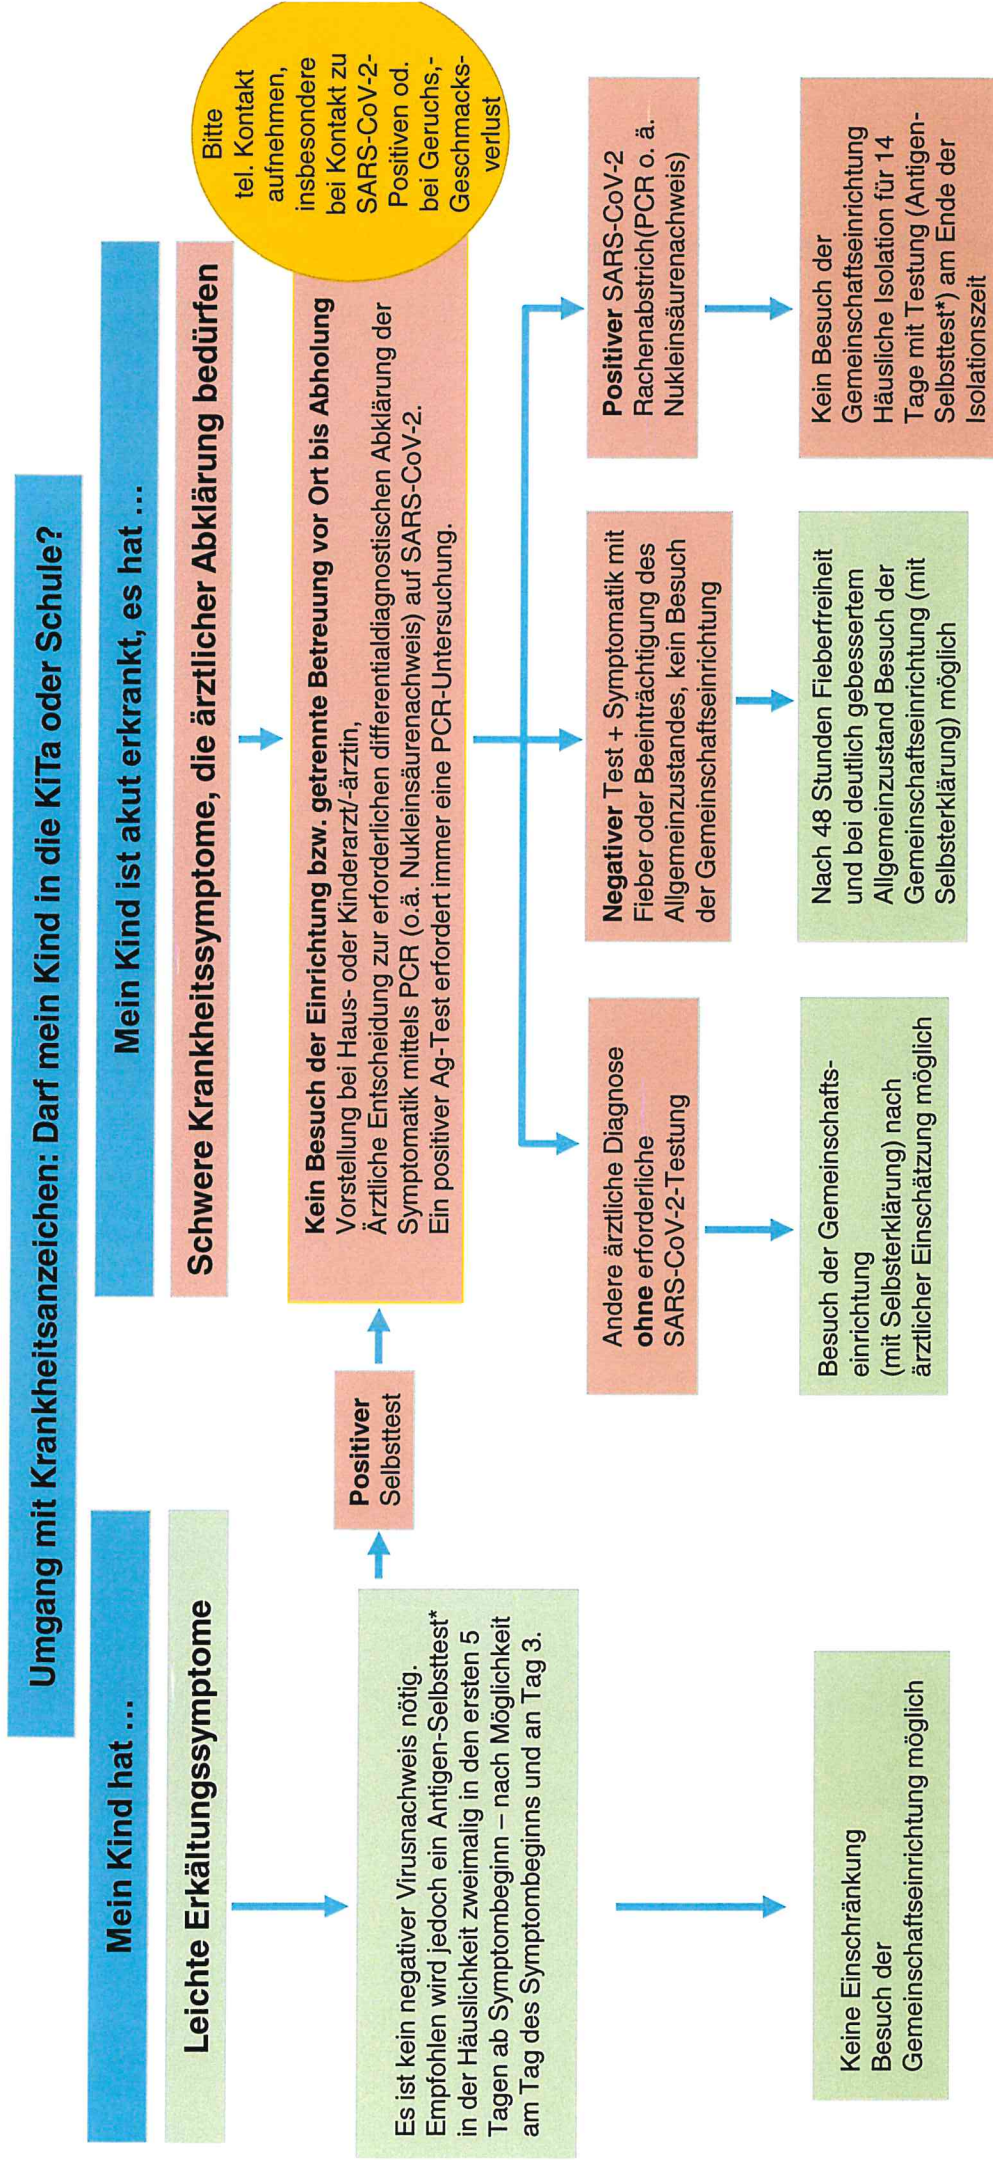 Umgang mit Krankheitsanzeichen: Darf mein Kind in die KiTa oder Schule?
Mein Kind hat ...
Leichte Erkältungssymptome
Es ist kein negativer Virusnachweis nötig.
Empfohlen wird jedoch ein Antigen-Selbsttest*
in der Häuslichkeit zweimalig in den ersten 5
Tagen ab Symptombeginn – nach Möglichkeit
am Tag des Symptombeginns und an Tag 3.
Keine Einschränkung
Besuch der
Gemeinschaftseinrichtung möglich
Positiver
Selbsttest
Mein Kind ist akut erkrankt, es hat ...
Schwere Krankheitssymptome, die ärztlicher Abklärung bedürfen
Kein Besuch der Einrichtung bzw. getrennte Betreuung vor Ort bis Abholung
Vorstellung bei Haus- oder Kinderarzt/-ärztin,
Ärztliche Entscheidung zur erforderlichen differentialdiagnostischen Abklärung der
Symptomatik mittels PCR (o.ä. Nukleinsäurenachweis) auf SARS-CoV-2.
Ein positiver Ag-Test erfordert immer eine PCR-Untersuchung.
Bitte
tel. Kontakt
aufnehmen,
insbesondere
bei Kontakt zu
SARS-CoV-2-
Positiven od.
bei Geruchs,-
Geschmacks-
verlust
Andere ärztliche Diagnose
ohne erforderliche
SARS-CoV-2-Testung
Besuch der Gemeinschafts-
einrichtung
(mit Selbsterklärung) nach
ärztlicher Einschätzung möglich
Negativer Test + Symptomatik mit
Fieber oder Beeinträchtigung des
Allgemeinzustandes, kein Besuch
der Gemeinschaftseinrichtung
Nach 48 Stunden Fieberfreiheit
und bei deutlich gebessertem
Allgemeinzustand Besuch der
Gemeinschaftseinrichtung (mit
Selbsterklärung) möglich
Positiver SARS-CoV-2
Rachenabstrich(PCR o. ä.
Nukleinsäurenachweis)
Kein Besuch der
Gemeinschaftseinrichtung
Häusliche Isolation für 14
Tage mit Testung (Antigen-
Selbsttest*) am Ende der
Isolationszeit